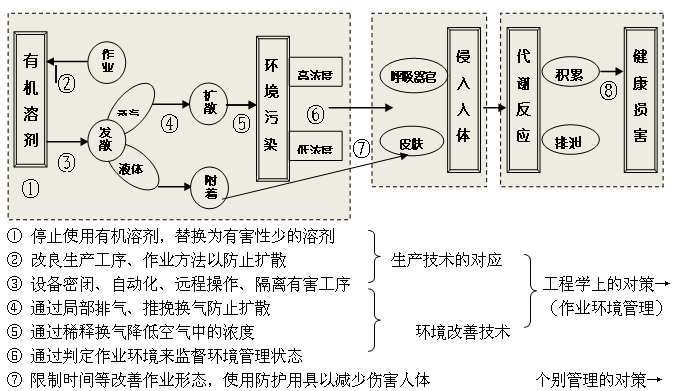 有机溶剂
①
②
作业
③
发散
蒸气
液体
④
扩散
附着
⑤
环境污染
高浓度
低浓度
⑥
⑦
呼吸器官
皮肤
侵入人体
代谢反应
积累
排泄
⑧
健康损害
① 停止使用有机溶剂，替换为有害性少的溶剂
② 改良生产工序、作业方法以防止扩散
③ 设备密闭、自动化、远程操作、隔离有害工序
④ 通过局部排气、推挽换气防止扩散
⑤ 通过稀释换气降低空气中的浓度
⑥ 通过判定作业环境来监督环境管理状态
⑦ 限制时间等改善作业形态，使用防护用具以减少伤害人体
生产技术的对应
环境改善技术
工程学上的对策→
（作业环境管理）
个别管理的对策→